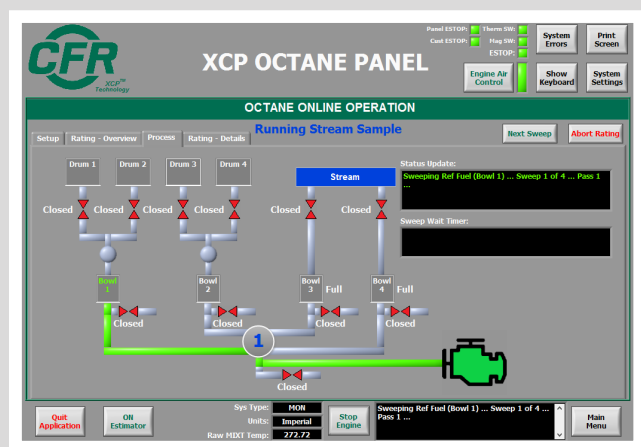 CFR
XCP™
Technology
XCP OCTANE PANEL
Panel ESTOP:
Therm SW:
Cust ESTOP:
Mag SW:
ESTOP:
System
Errors
Print
Screen
Engine Air
Control
Show
Keyboard
System
Settings
OCTANE ONLINE OPERATION
Setup
Rating - Overview
Process
Rating - Details
Running Stream Sample
Next Sweep
Abort Rating
Drum 1
Drum 2
Drum 3
Drum 4
Stream
Status Update:
Sweeping Ref Fuel (Bowl 1) ... Sweep 1 of 4 ... Pass 1
...
Closed
Closed
Closed
Closed
Closed
Closed
Sweep Wait Timer:
Bowl
1
Bowl
2
Bowl
3
Full
Bowl
4
Full
Closed
Closed
Closed
Closed
1
Closed
Quit
Application
ON
Estimator
Sys Type:
MON
Units:
Imperial
Raw MIXT Temp:
272.72
Stop
Engine
Sweeping Ref Fuel (Bowl 1) ... Sweep 1 of 4 ...
Pass 1 ...
Main
Menu